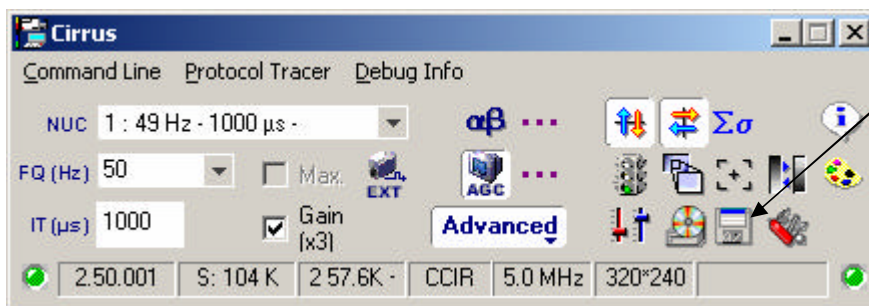 Cirrus
Command Line Protocol Tracer Debug Info
NUC 1 : 49 Hz - 1000 µs - αβ Σσ i
FQ (Hz) 50 Max. EXT AGC
IT (µs) 1000 Gain (x3) Advanced
2.50.001 S: 104 K 2 57.6K - CCIR 5.0 MHz 320*240